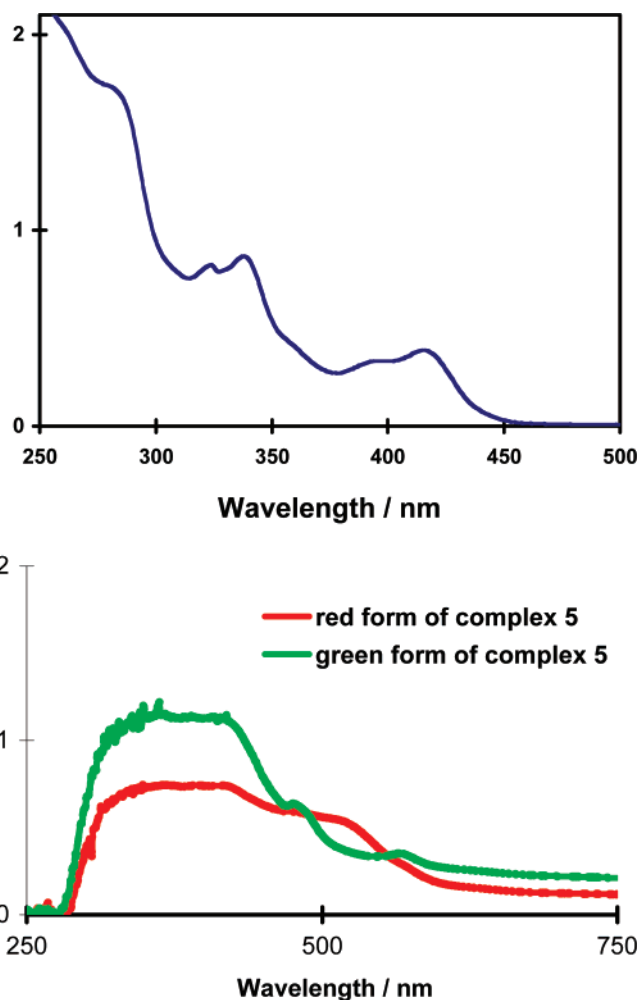 2
1
0
250 300 350 400 450 500
Wavelength / nm
2
red form of complex 5
green form of complex 5
1
0
250 500 750
Wavelength / nm